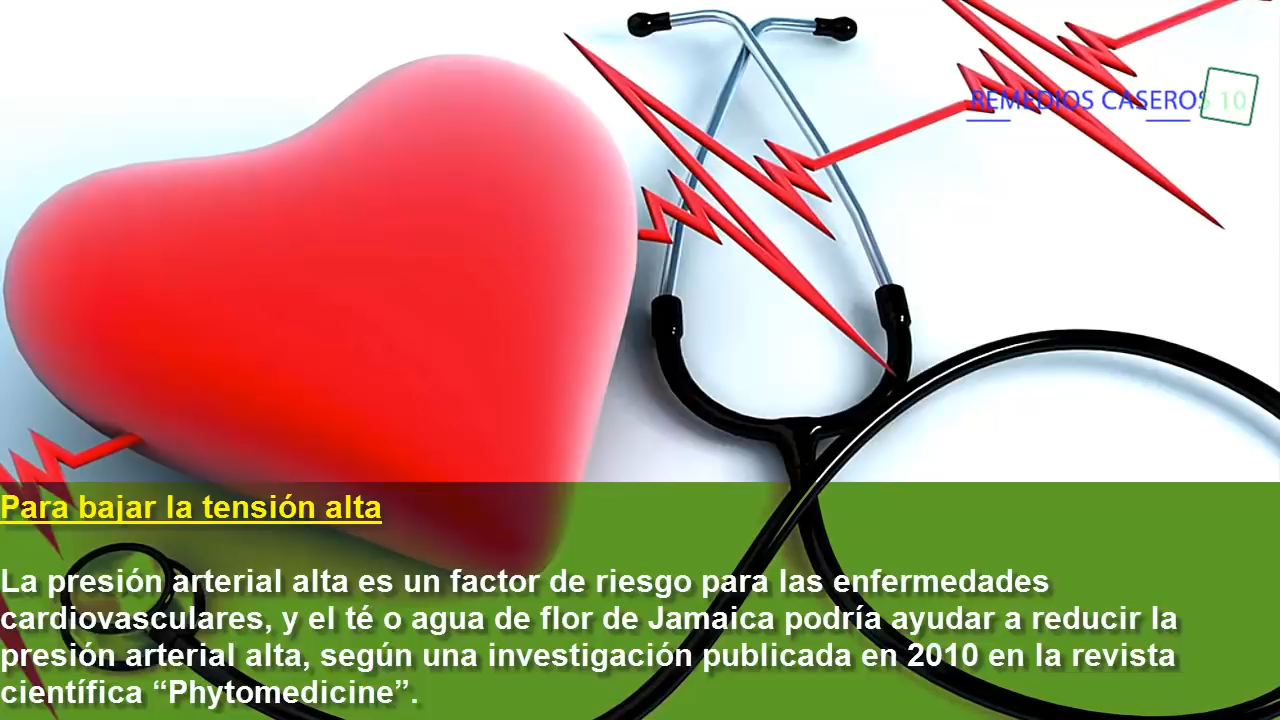 REMEDIOS CASEROS 10
Para bajar la tensión alta
La presión arterial alta es un factor de riesgo para las enfermedades
cardiovasculares, y el té o agua de flor de Jamaica podría ayudar a reducir la
presión arterial alta, según una investigación publicada en 2010 en la revista
científica “Phytomedicine”.